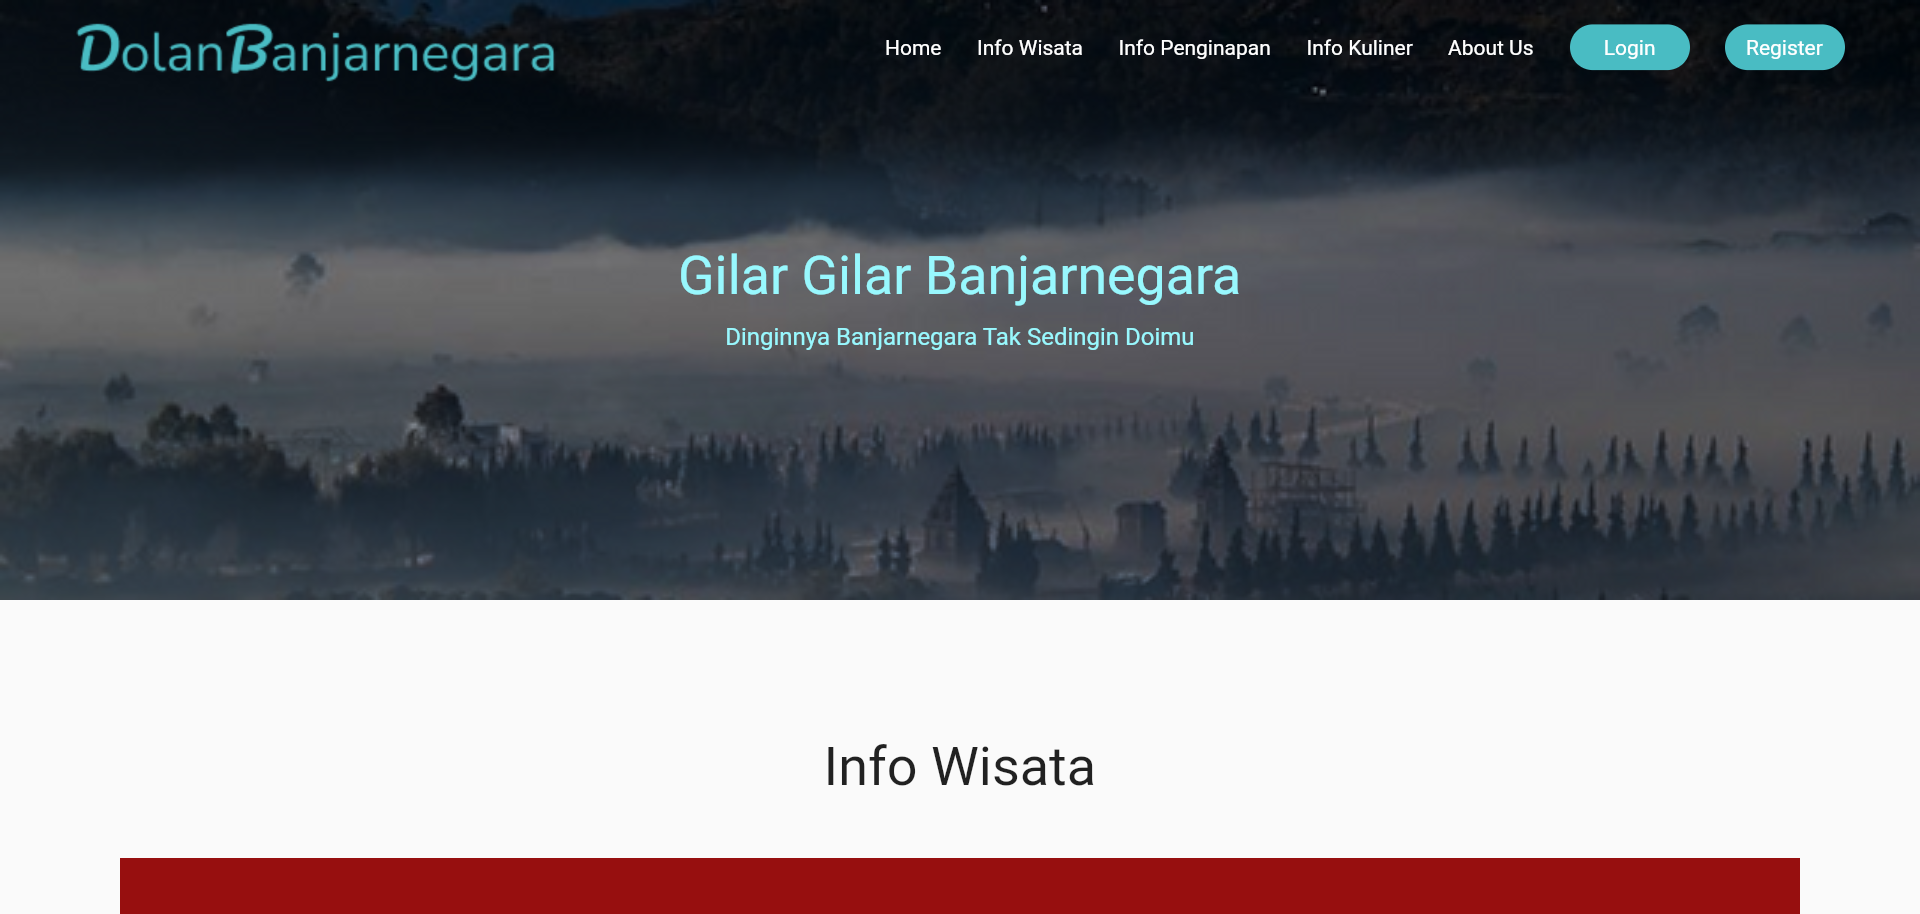 DolanBanjarnegara
Home Info Wisata Info Penginapan Info Kuliner About Us Login Register
Gilar Gilar Banjarnegara
Dinginnya Banjarnegara Tak Sedingin Doimu
Info Wisata